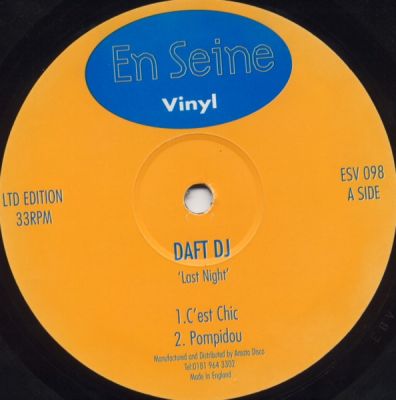 En Seine
Vinyl
LTD EDITION
33RPM
ESV 098
A SIDE
DAFT DJ
'Last Night'
1.C'est Chic
2. Pompidou
Manufactured and Distributed by Amato Disco
Tel:0181 964 3302
Made In England